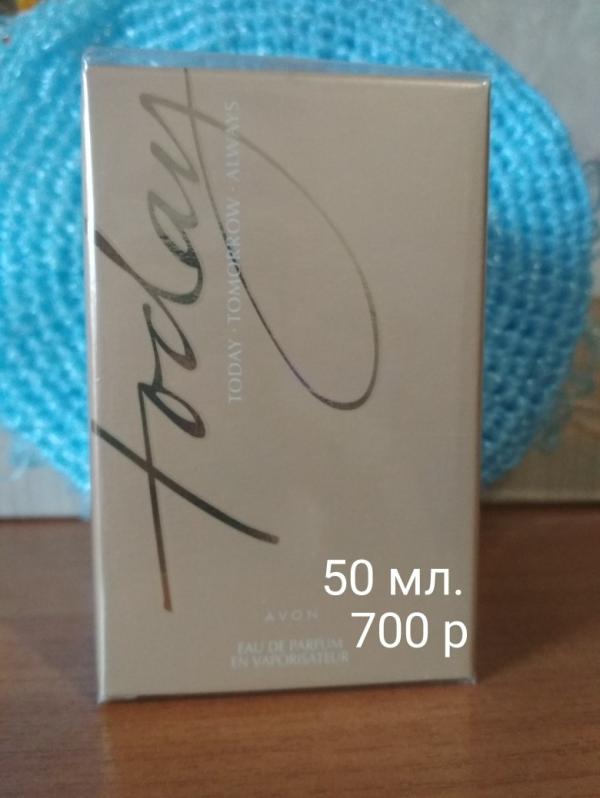 today
TODAY · TOMORROW · ALWAYS
50 мл.
700 р
AVON
EAU DE PARFUM
EN VAPORISATEUR